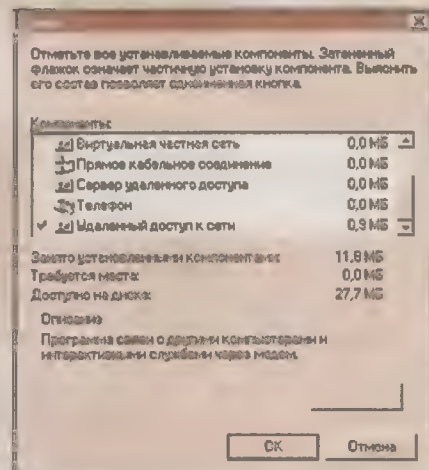 Отметьте все устанавливаемые компоненты. Затененный
флажок означает частичную установку компонента. Выяснить
его состав позволяет одноименная кнопка.
Компоненты:
Виртуальная частная сеть 0,0 МБ
Прямое кабельное соединение 0,0 МБ
Сервер удаленного доступа 0,0 МБ
Телефон 0,0 МБ
Удаленный доступ к сети 0,9 МБ
Занято установленными компонентами: 11,8 МБ
Требуется места: 0,0 МБ
Доступно на диске: 27,7 МБ
Описание
Программа связи с другими компьютерами и
интерактивными службами через модем.
ОК Отмена